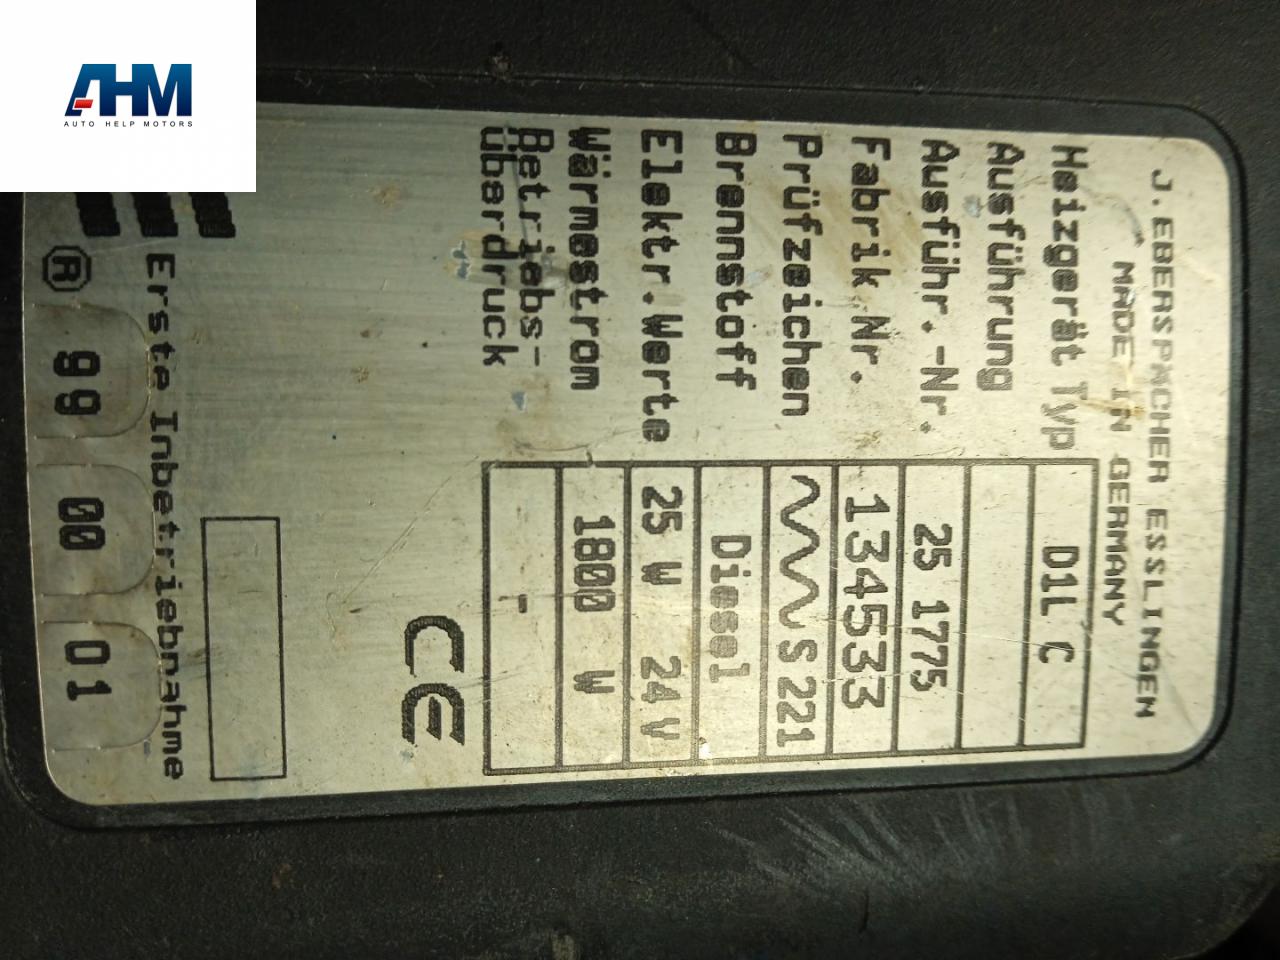 AHM
AUTO HELP MOTORS
J.EBERSPÄCHER ESSLINGEN
MADE IN GERMANY
Heizgerät Typ D1L C
Ausführung
Ausführ.-Nr. 25 1775
Fabrik Nr. 134533
Prüfzeichen ~~~S 221
Brennstoff Diesel
Elektr.Werte 25 W 24 V
Wärmestrom 1800 W
Betriebs-
überdruck -
CE
Erste Inbetriebnahme
® 99 00 01